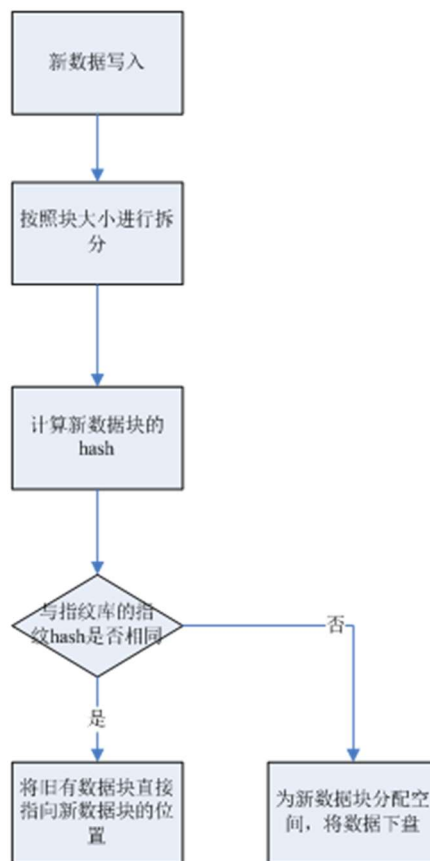 新数据写入
按照块大小进行拆
分
计算新数据块的
hash
与指纹库的指
纹hash是否相同
否
是
将旧有数据块直接
指向新数据块的位
置
为新数据块分配空
间，将数据下盘